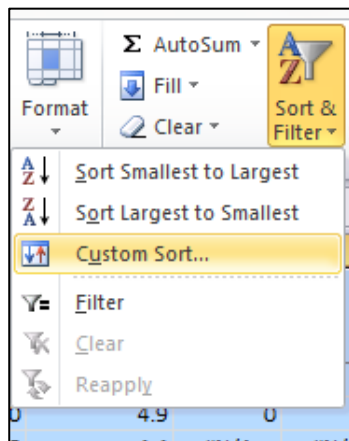 Σ AutoSum
Fill
Clear
Format
Sort &
Filter
Sort Smallest to Largest
Sort Largest to Smallest
Custom Sort...
Filter
Clear
Reapply
0 4.9 0